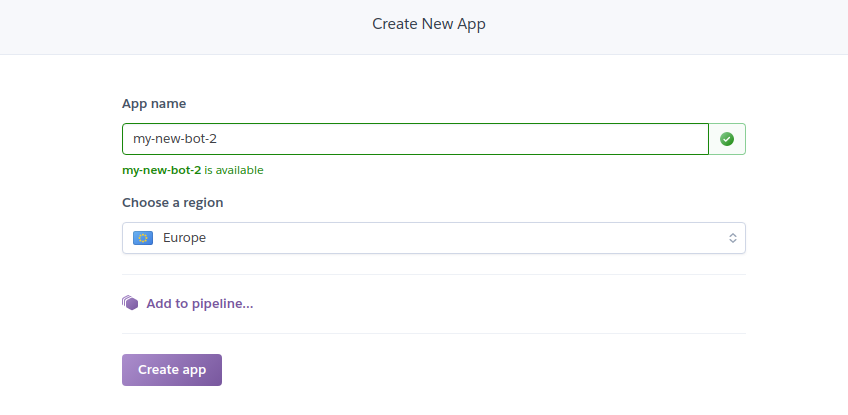 Create New App
App name
my-new-bot-2
my-new-bot-2 is available
Choose a region
Europe
Add to pipeline...
Create app